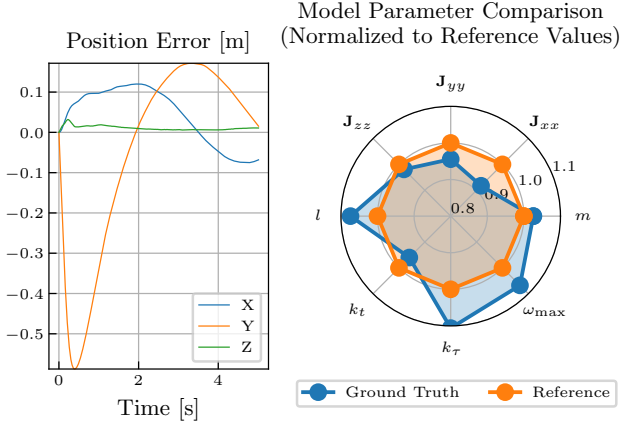 Model Parameter Comparison
(Normalized to Reference Values)
Position Error [m]
0.1
0.0
−0.1
−0.2
−0.3
−0.4
−0.5
0
2
4
Time [s]
X
Y
Z
J_yy
J_zz
J_xx
1.1
1.0
0.9
0.8
l
m
k_t
ω_max
k_τ
Ground Truth
Reference